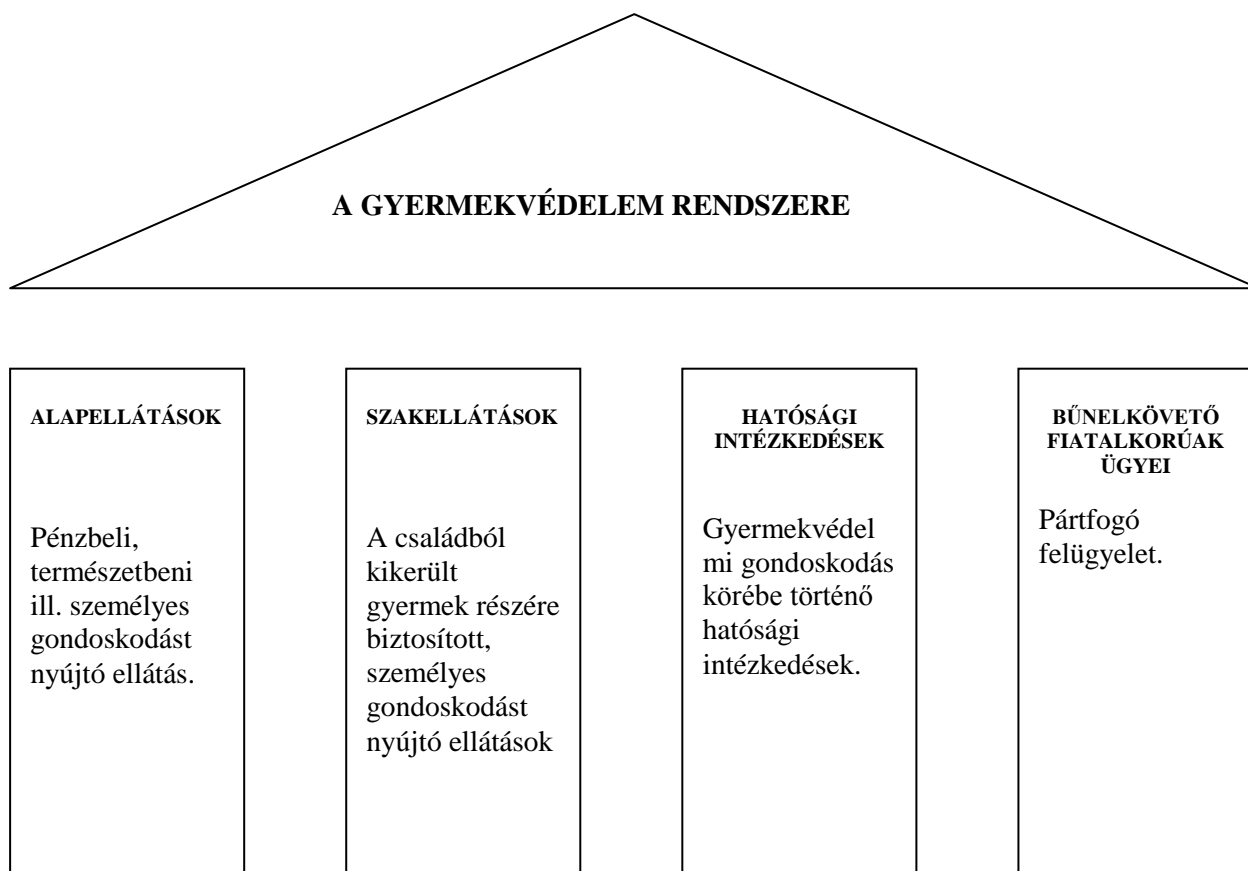 A GYERMEKVÉDELEM RENDSZERE
ALAPELLÁTÁSOK
Pénzbeli,
természetbeni
ill. személyes
gondoskodást
nyújtó ellátás.
SZAKELLÁTÁSOK
A családból
kikerült
gyermek részére
biztosított,
személyes
gondoskodást
nyújtó ellátások
HATÓSÁGI
INTÉZKEDÉSEK
Gyermekvédel
mi gondoskodás
körébe történő
hatósági
intézkedések.
BŰNELKÖVETŐ
FIATALKORÚAK
ÜGYEI
Pártfogó
felügyelet.